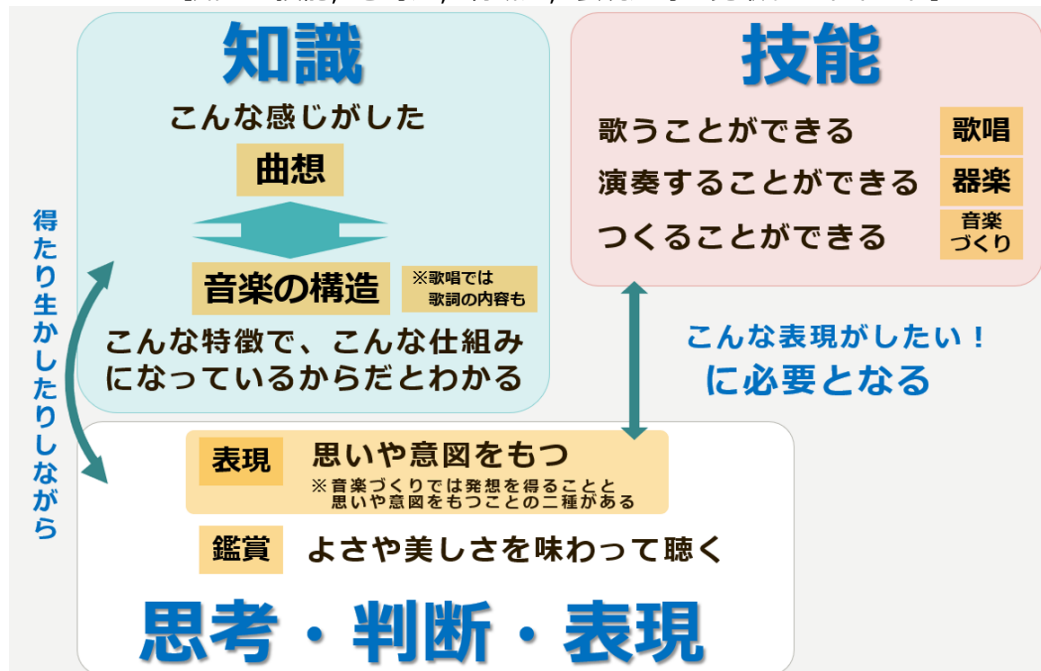 知識
こんな感じがした
曲想
音楽の構造
※歌唱では
歌詞の内容も
こんな特徴で、こんな仕組み
になっているからだとわかる
技能
歌うことができる
歌唱
演奏することができる
器楽
つくることができる
音楽
づくり
得たり生かしたりしながら
こんな表現がしたい！
に必要となる
表現
思いや意図をもつ
※音楽づくりでは発想を得ることと
思いや意図をもつことの二種がある
鑑賞
よさや美しさを味わって聴く
思考・判断・表現